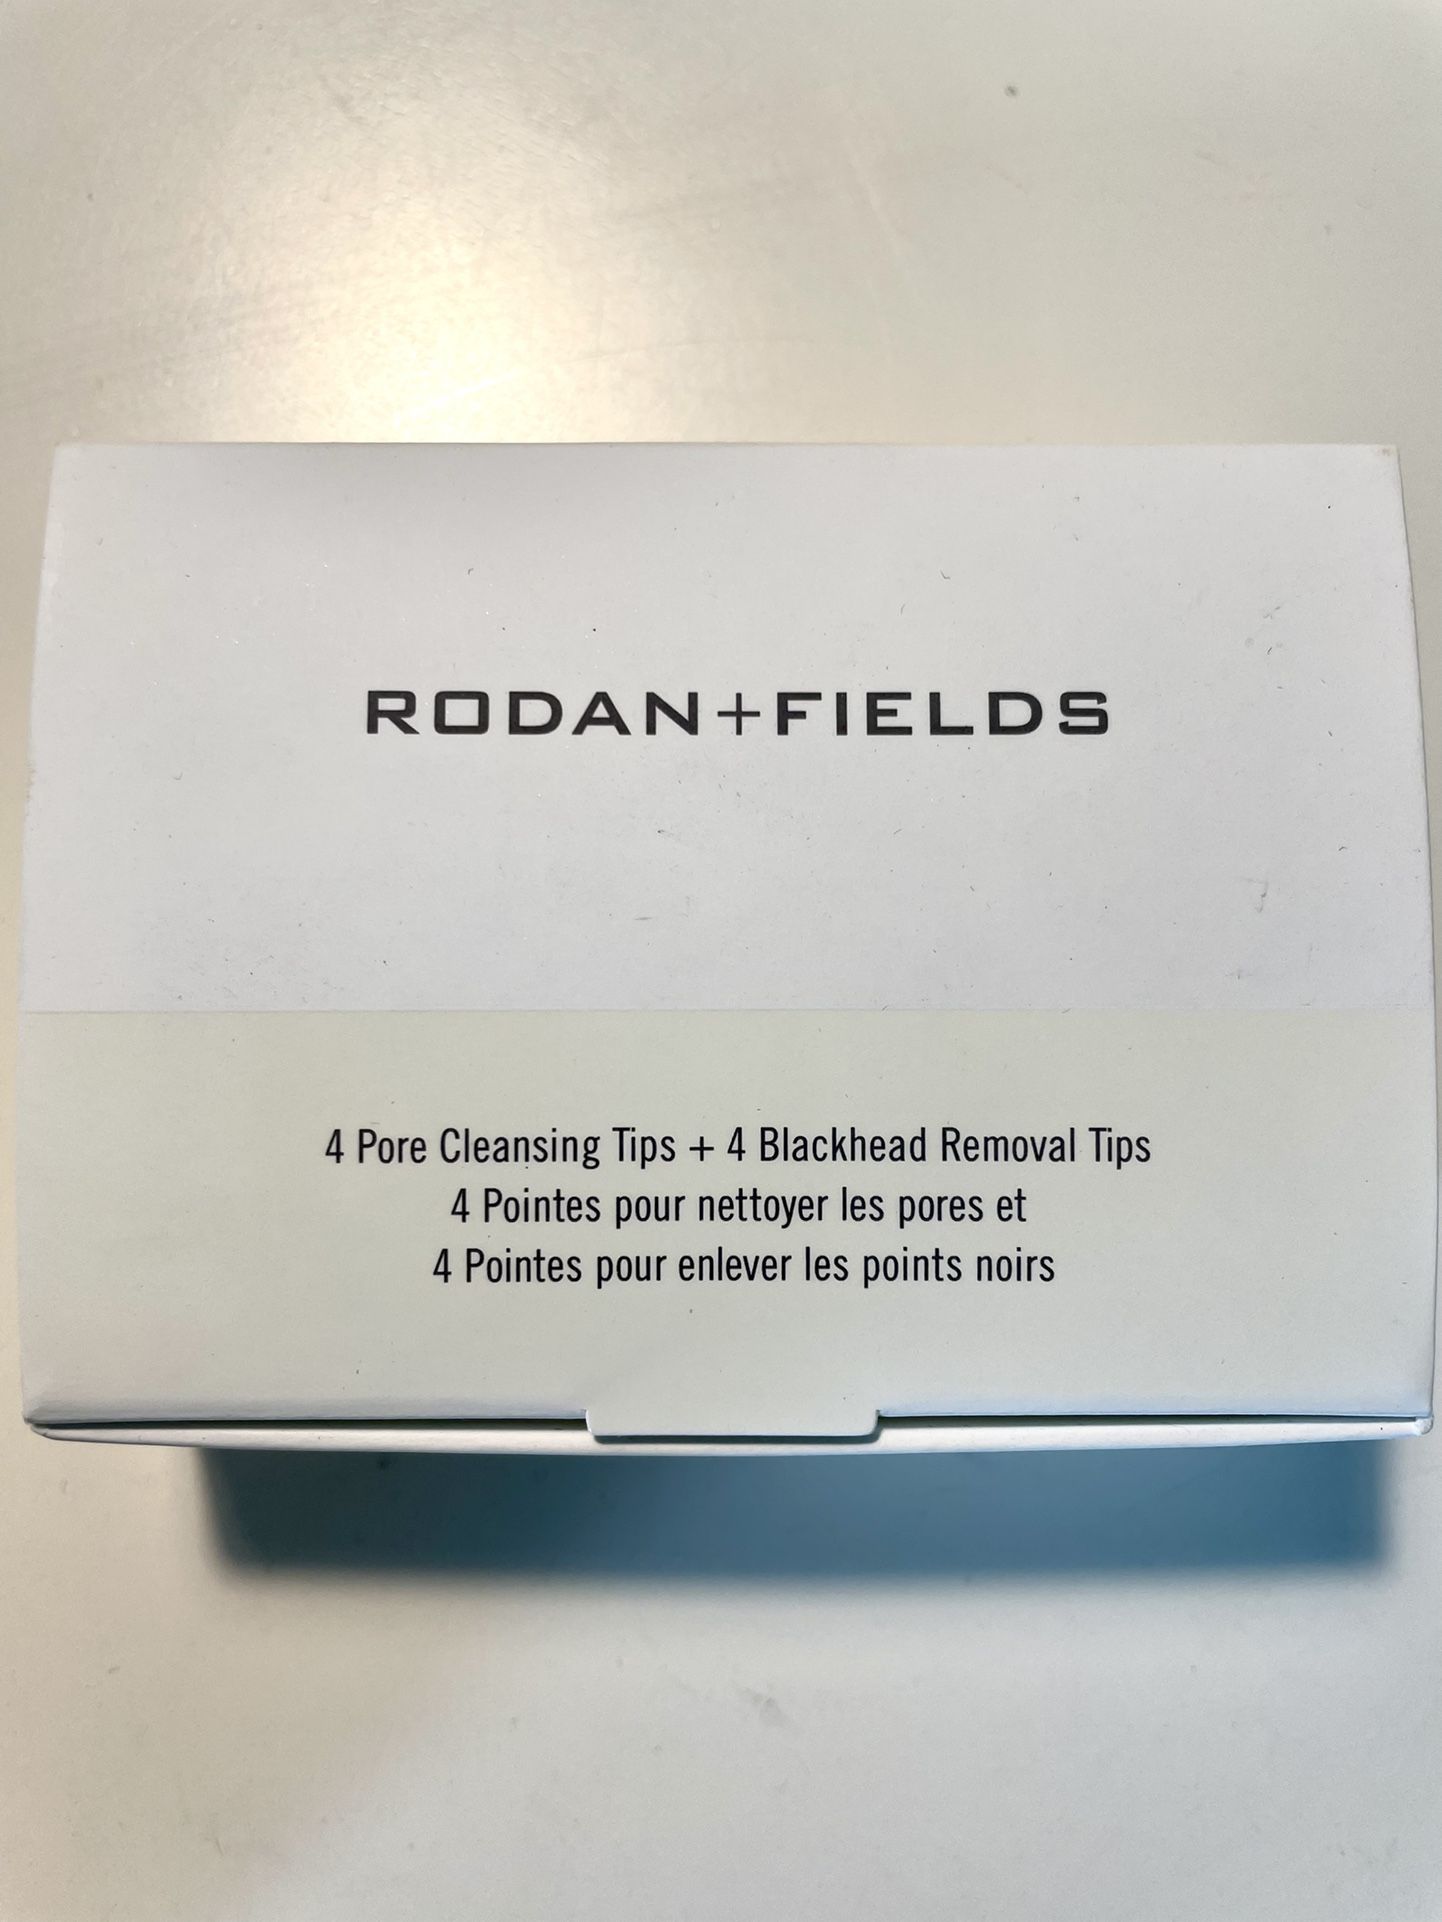 RODAN+FIELDS
4 Pore Cleansing Tips + 4 Blackhead Removal Tips
4 Pointes pour nettoyer les pores et
4 Pointes pour enlever les points noirs